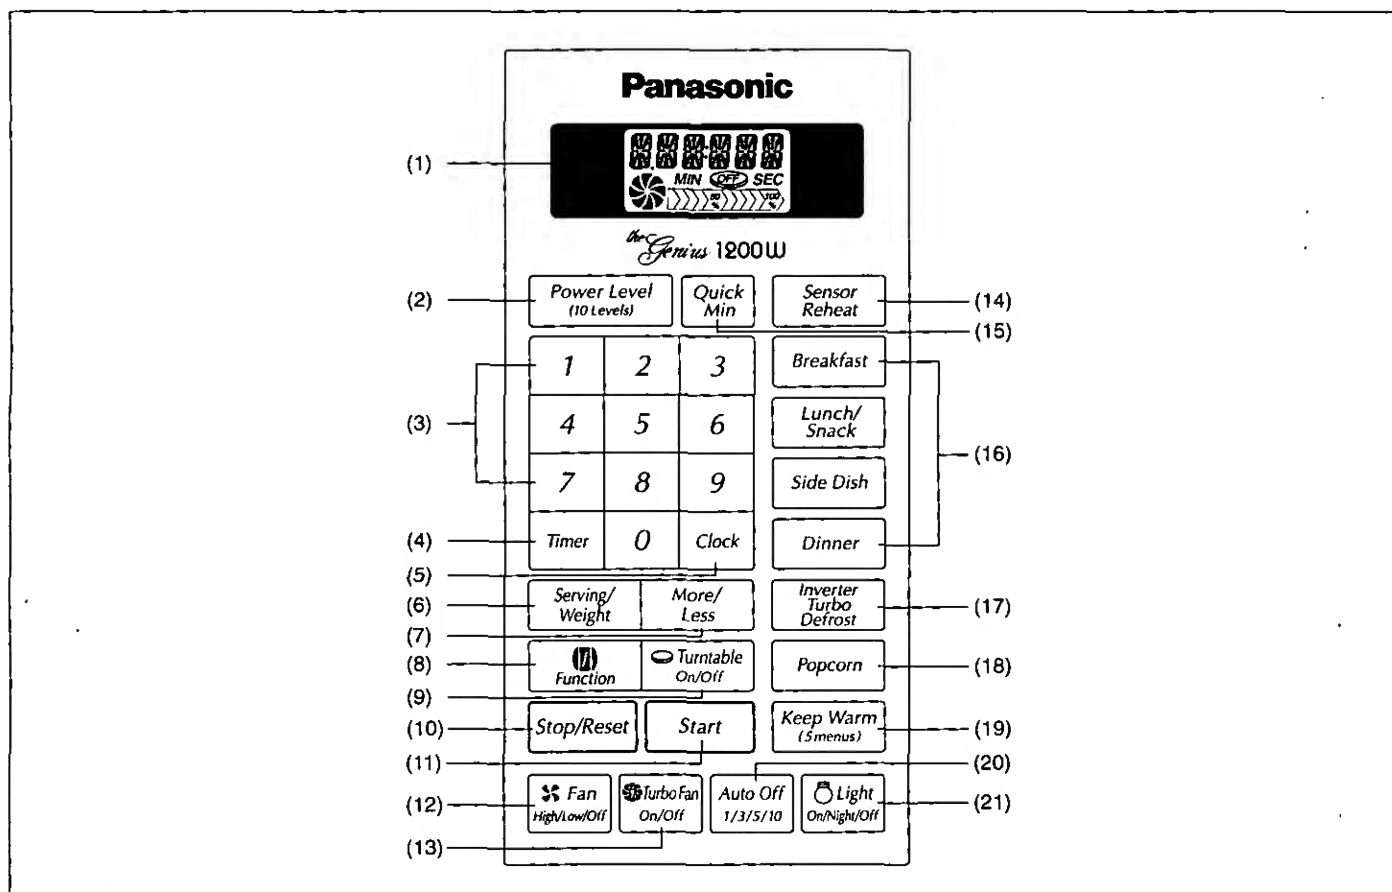 Panasonic
(1)
MIN OFF SEC
50 % 100 %
the Genius 1200W
(2) Power Level Quick Min Sensor Reheat (14)
(10 Levels)
(15)
1 2 3 Breakfast
(3)
4 5 6 Lunch/ Snack
(16)
7 8 9 Side Dish
(4) Timer 0 Clock Dinner
(5)
(6) Serving/ Weight More/ Less Inverter Turbo Defrost (17)
(7)
(8) Function Turntable On/Off Popcorn (18)
(9)
(10) Stop/Reset Start Keep Warm (5 menus) (19)
(11) (20)
(12) Fan High/Low/Off Turbo Fan On/Off Auto Off 1/3/5/10 Light On/Night/Off (21)
(13)